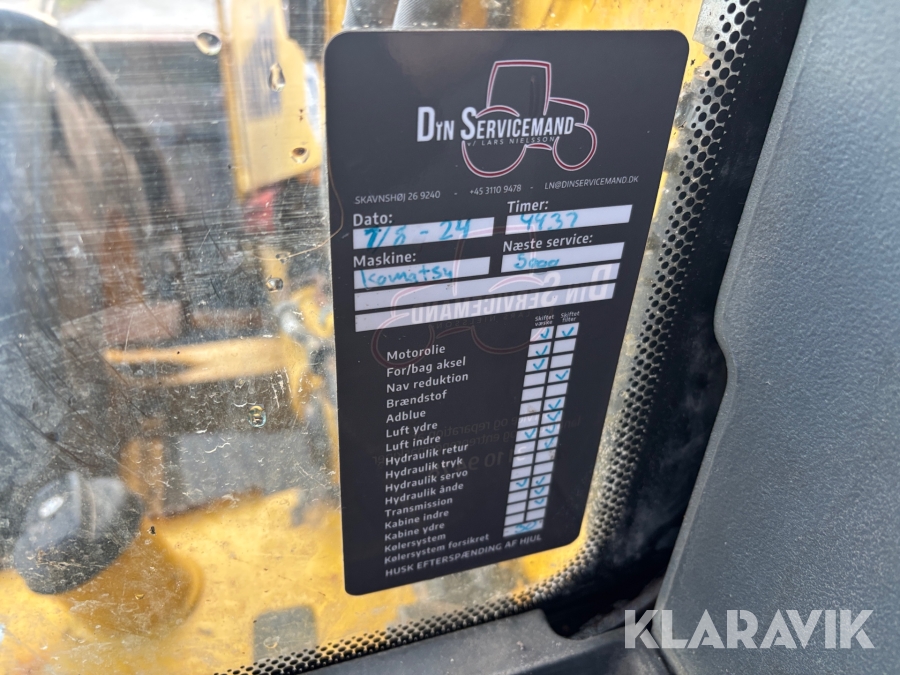 DYN SERVICEMAND
V/ LARS NIELSSON
SKAVNSHØJ 26 9240 - +45 3110 9478 - LN@DINSERVICEMAND.DK
Dato: Timer:
7/8 - 24 4437
Maskine: Næste service:
Komatsu 5000
Skiftet væske Skiftet filter
Motorolie
For/bag aksel
Nav reduktion
Brændstof
Adblue
Luft ydre
Luft indre
Hydraulik retur
Hydraulik tryk
Hydraulik servo
Hydraulik ånde
Transmission
Kabine indre
Kabine ydre
Kølersystem
Kølersystem forsikret
HUSK EFTERSPÆNDING AF HJUL
KLARAVIK